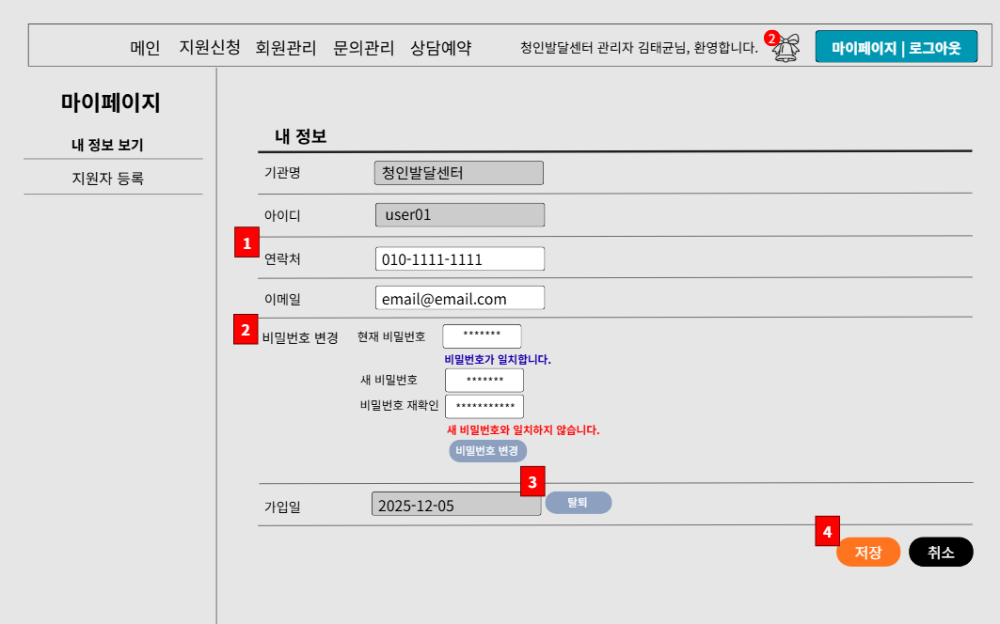 메인 지원신청 회원관리 문의관리 상담예약 청인발달센터 관리자 김태균님, 환영합니다. 2 마이페이지 | 로그아웃
마이페이지
내 정보 보기
지원자 등록
내 정보
기관명 청인발달센터
아이디 user01
1
연락처 010-1111-1111
이메일 email@email.com
2
비밀번호 변경 현재 비밀번호 *******
비밀번호가 일치합니다.
새 비밀번호 *******
비밀번호 재확인 ***********
새 비밀번호와 일치하지 않습니다.
비밀번호 변경
3
가입일 2025-12-05 탈퇴
4
저장 취소